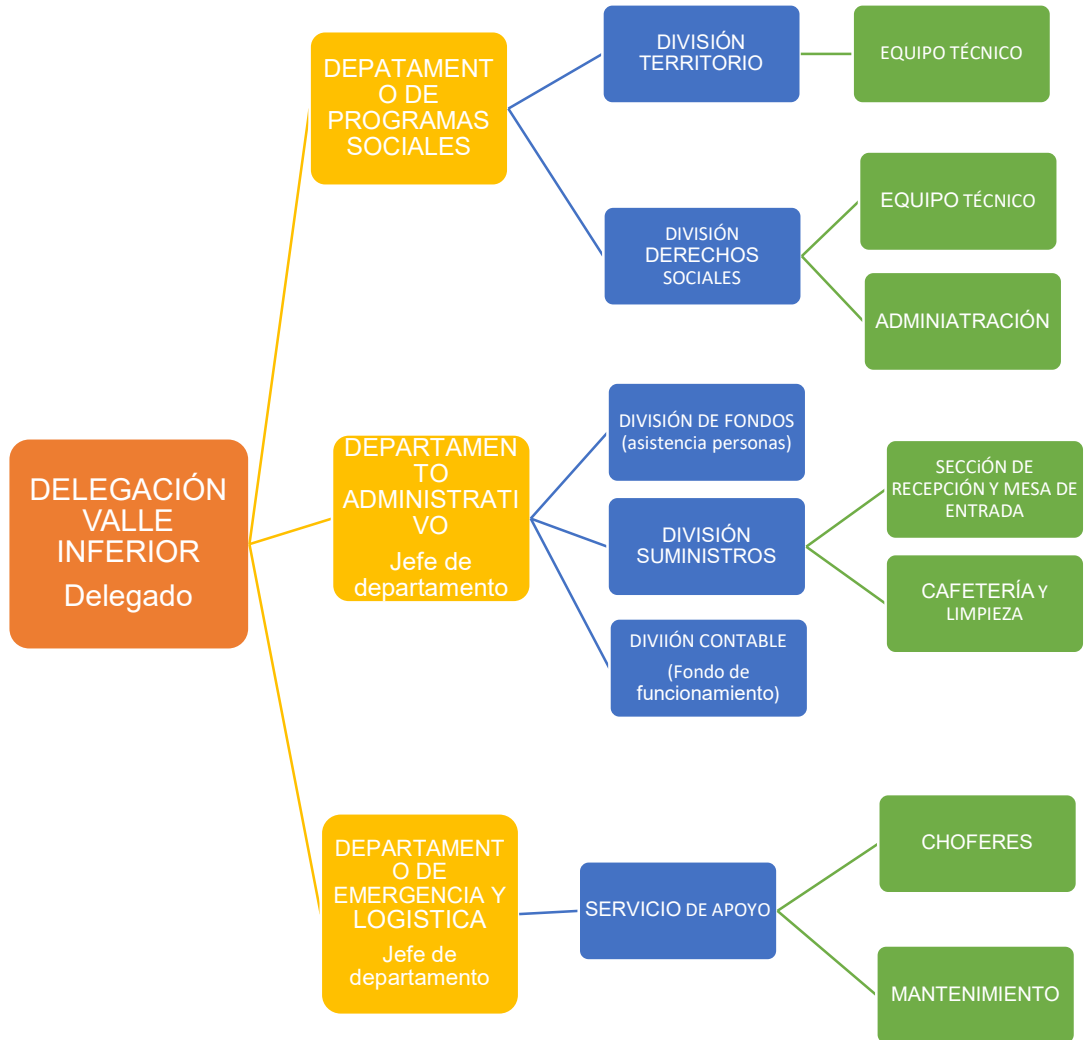 DEPATAMENT
O DE
PROGRAMAS
SOCIALES
DIVISIÓN
TERRITORIO
EQUIPO TÉCNICO
DIVISIÓN
DERECHOS
SOCIALES
EQUIPO TÉCNICO
ADMINIATRACIÓN
DELEGACIÓN
VALLE
INFERIOR
Delegado
DEPARTAMEN
TO
ADMINISTRATI
VO
Jefe de
departamento
DIVISIÓN DE FONDOS
(asistencia personas)
DIVISIÓN
SUMINISTROS
SECCiÓN DE
RECEPCIÓN Y MESA DE
ENTRADA
CAFETERÍA Y
LIMPIEZA
DIVIIÓN CONTABLE
(Fondo de
funcionamiento)
DEPARTAMENT
O DE
EMERGENCIA Y
LOGISTICA
Jefe de
departamento
SERVICIO DE APOYO
CHOFERES
MANTENIMIENTO